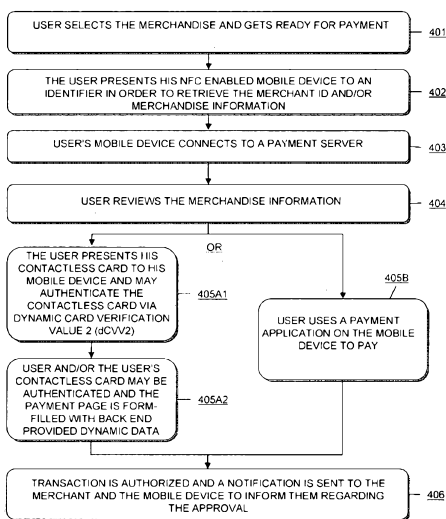 USER SELECTS THE MERCHANDISE AND GETS READY FOR PAYMENT
401
THE USER PRESENTS HIS NFC ENABLED MOBILE DEVICE TO AN
IDENTIFIER IN ORDER TO RETRIEVE THE MERCHANT ID AND/OR
MERCHANDISE INFORMATION
402
USER'S MOBILE DEVICE CONNECTS TO A PAYMENT SERVER
403
USER REVIEWS THE MERCHANDISE INFORMATION
404
OR
THE USER PRESENTS HIS
CONTACTLESS CARD TO HIS
MOBILE DEVICE AND MAY
AUTHENTICATE THE
CONTACTLESS CARD VIA
DYNAMIC CARD VERIFICATION
VALUE 2 (dCVV2)
405A1
405B
USER USES A PAYMENT
APPLICATION ON THE MOBILE
DEVICE TO PAY
USER AND/OR THE USER'S
CONTACTLESS CARD MAY BE
AUTHENTICATED AND THE
PAYMENT PAGE IS FORM-
FILLED WITH BACK END
PROVIDED DYNAMIC DATA
405A2
TRANSACTION IS AUTHORIZED AND A NOTIFICATION IS SENT TO THE
MERCHANT AND THE MOBILE DEVICE TO INFORM THEM REGARDING
THE APPROVAL
406